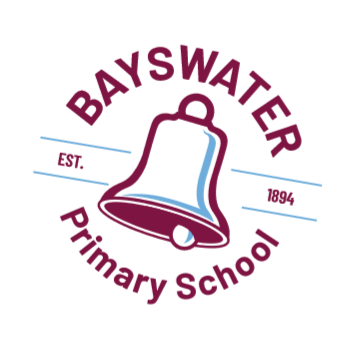 BAYSWATER
EST.
1894
Primary School